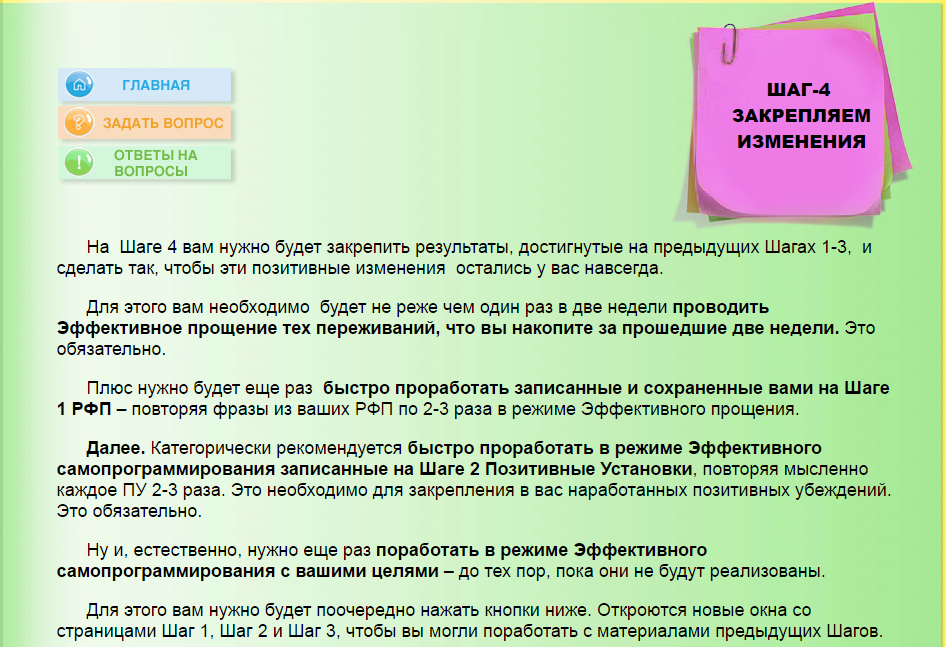 ГЛАВНАЯ
ЗАДАТЬ ВОПРОС
ОТВЕТЫ НА
ВОПРОСЫ
ШАГ-4
ЗАКРЕПЛЯЕМ
ИЗМЕНЕНИЯ
На Шаге 4 вам нужно будет закрепить результаты, достигнутые на предыдущих Шагах 1-3, и
сделать так, чтобы эти позитивные изменения остались у вас навсегда.
Для этого вам необходимо будет не реже чем один раз в две недели проводить
Эффективное прощение тех переживаний, что вы накопите за прошедшие две недели. Это
обязательно.
Плюс нужно будет еще раз быстро проработать записанные и сохраненные вами на Шаге
1 РФП – повторяя фразы из ваших РФП по 2-3 раза в режиме Эффективного прощения.
Далее. Категорически рекомендуется быстро проработать в режиме Эффективного
самопрограммирования записанные на Шаге 2 Позитивные Установки, повторяя мысленно
каждое ПУ 2-3 раза. Это необходимо для закрепления в вас наработанных позитивных убеждений.
Это обязательно.
Ну и, естественно, нужно еще раз поработать в режиме Эффективного
самопрограммирования с вашими целями – до тех пор, пока они не будут реализованы.
Для этого вам нужно будет поочередно нажать кнопки ниже. Откроются новые окна со
страницами Шаг 1, Шаг 2 и Шаг 3, чтобы вы могли поработать с материалами предыдущих Шагов.